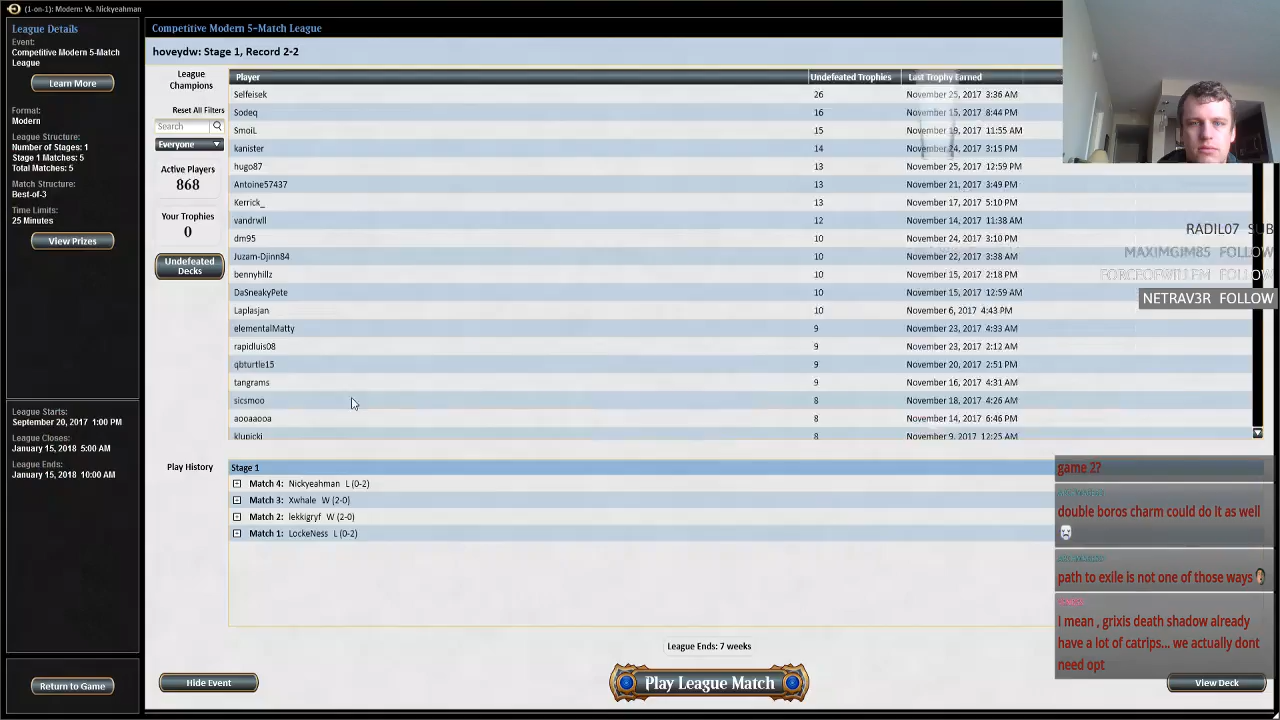 (1-on-1): Modern: Vs. Nickyeahman
League Details
Event:
Competitive Modern 5-Match
League
Learn More
Format:
Modern
League Structure:
Number of Stages: 1
Stage 1 Matches: 5
Total Matches: 5
Match Structure:
Best-of-3
Time Limits:
25 Minutes
View Prizes
League Starts:
September 20, 2017 1:00 PM
League Closes:
January 15, 2018 5:00 AM
League Ends:
January 15, 2018 10:00 AM
Return to Game
Competitive Modern 5-Match League
hoveydw: Stage 1, Record 2-2
League
Champions
Reset All Filters
Search
Everyone
Active Players
868
Your Trophies
0
Undefeated
Decks
Player Undefeated Trophies Last Trophy Earned
Selfeisek 26 November 25, 2017 3:36 AM
Sodeq 16 November 15, 2017 8:44 PM
SmoiL 15 November 19, 2017 11:55 AM
kanister 14 November 24, 2017 3:15 PM
hugo87 13 November 25, 2017 12:59 PM
Antoine57437 13 November 21, 2017 3:49 PM
Kerrick_ 13 November 17, 2017 5:10 PM
vandrwll 12 November 14, 2017 11:38 AM
dm95 10 November 24, 2017 3:10 PM
Juzam-Djinn84 10 November 22, 2017 3:38 AM
bennyhillz 10 November 15, 2017 2:18 PM
DaSneakyPete 10 November 15, 2017 12:59 AM
Laplasjan 10 November 6, 2017 4:43 PM
elementalMatty 9 November 23, 2017 4:33 AM
rapidluis08 9 November 23, 2017 2:12 AM
qbturtle15 9 November 20, 2017 2:51 PM
tangrams 9 November 16, 2017 4:31 AM
sicsmoo 8 November 18, 2017 4:26 AM
aooaaooa 8 November 14, 2017 6:46 PM
klupicki 8 November 9, 2017 12:25 AM
Play History
Stage 1
Match 4: Nickyeahman L (0-2)
Match 3: Xwhale W (2-0)
Match 2: lekkigryf W (2-0)
Match 1: LockeNess L (0-2)
League Ends: 7 weeks
Hide Event
Play League Match
View Deck
RADIL07 SUB
MAXIMGIM85 FOLLOW
FORCEOFWILLEM FOLLOW
NETRAV3R FOLLOW
game 2?
double boros charm could do it as well
path to exile is not one of those ways
I mean , grixis death shadow already
have a lot of catrips... we actually dont
need opt